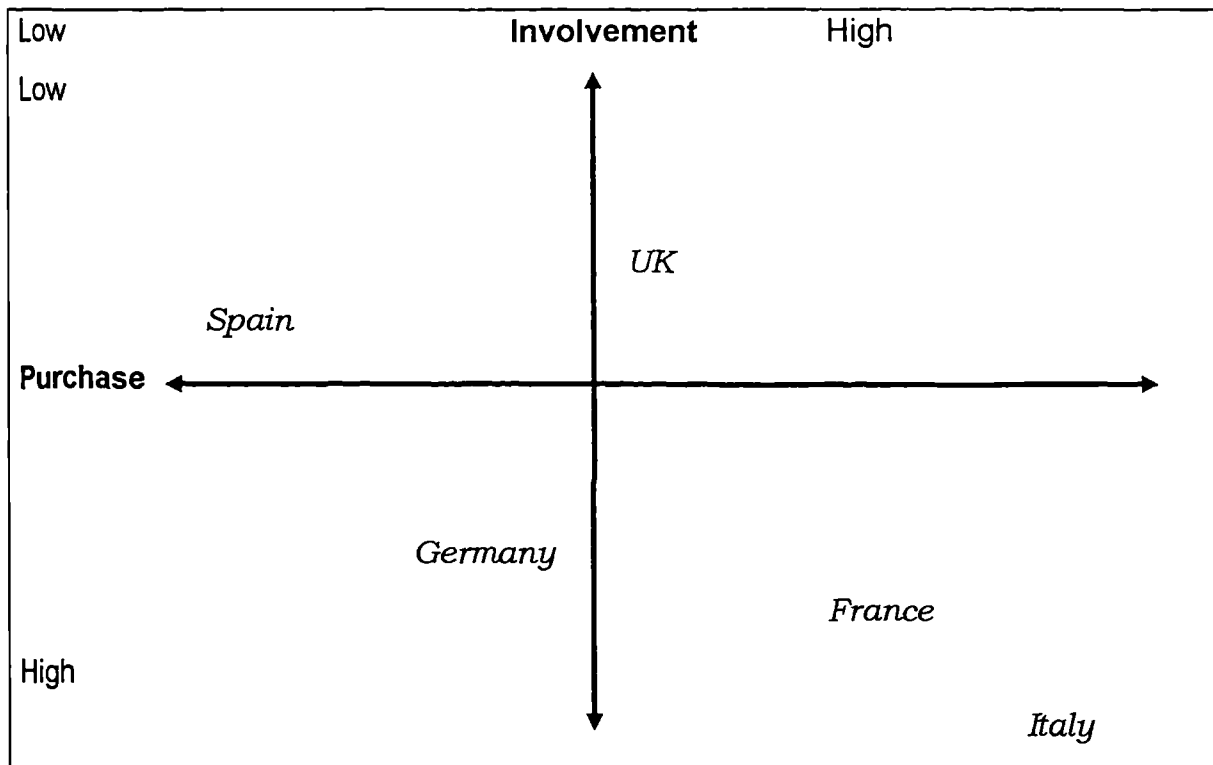 Low Involvement High
Low
UK
Spain
Purchase
Germany
France
High
Italy